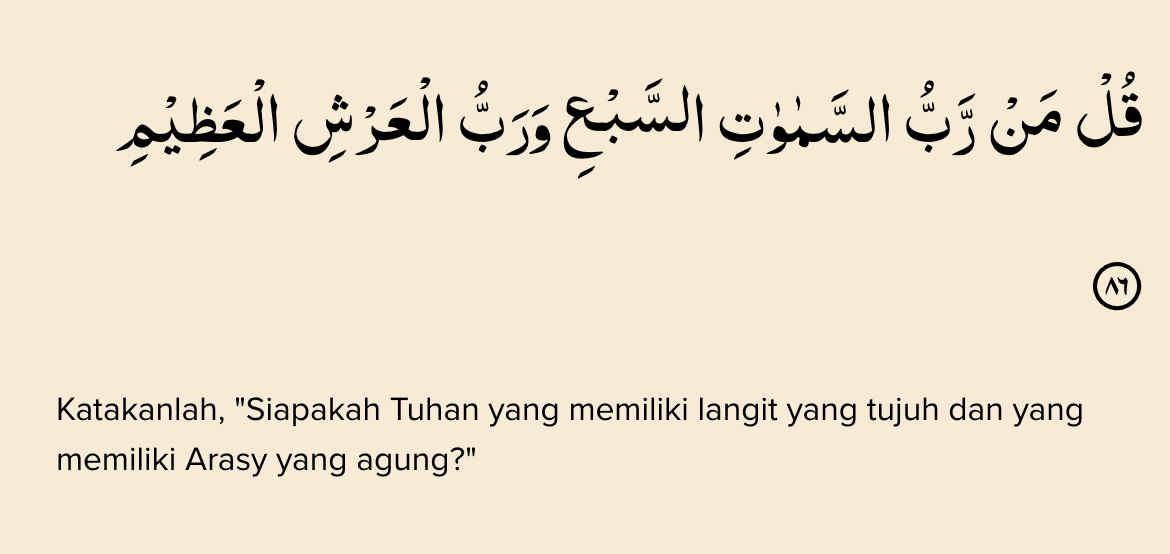 قُلْ مَنْ رَّبُّ السَّمٰوٰتِ السَّبْعِ وَرَبُّ الْعَرْشِ الْعَظِيْمِ
٨٦
Katakanlah, "Siapakah Tuhan yang memiliki langit yang tujuh dan yang
memiliki Arasy yang agung?"